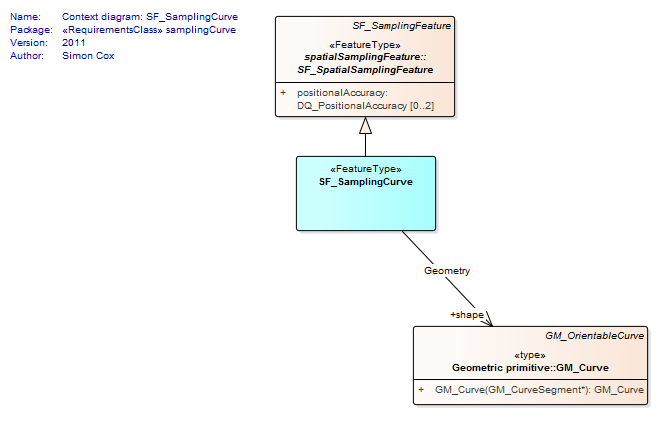 Name: Context diagram: SF_SamplingCurve
Package: «RequirementsClass» samplingCurve
Version: 2011
Author: Simon Cox
SF_SamplingFeature
«FeatureType»
spatialSamplingFeature::
SF_SpatialSamplingFeature
+ positionalAccuracy:
DQ_PositionalAccuracy [0..2]
«FeatureType»
SF_SamplingCurve
Geometry
+shape
GM_OrientableCurve
«type»
Geometric primitive::GM_Curve
+ GM_Curve(GM_CurveSegment*): GM_Curve